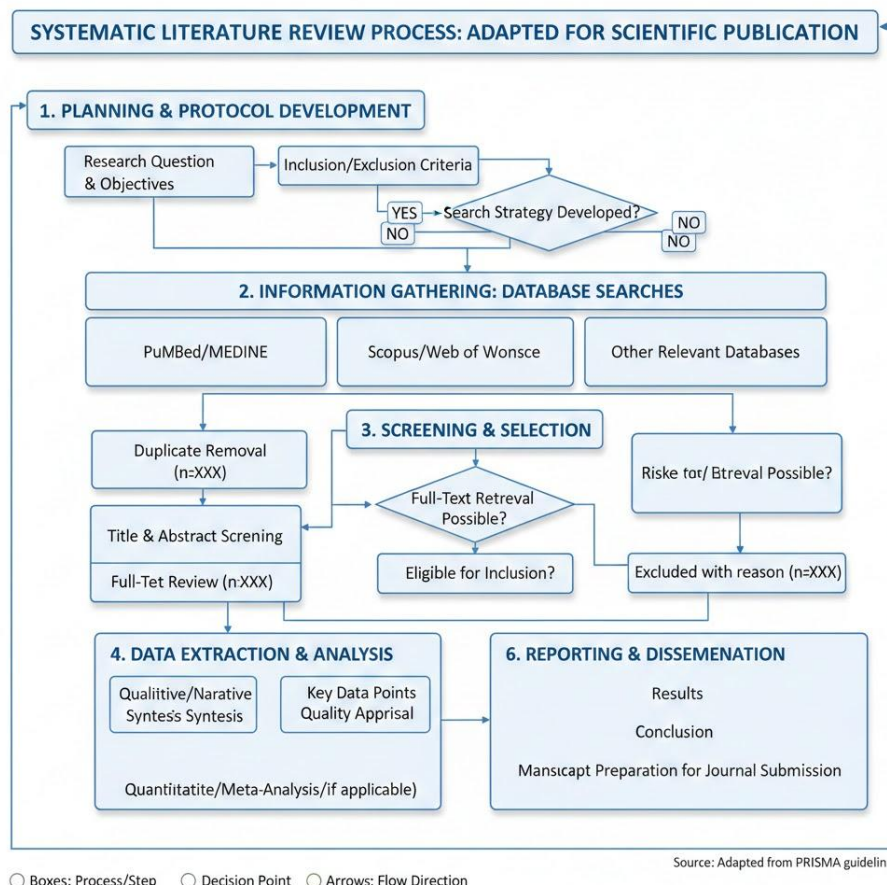 SYSTEMATIC LITERATURE REVIEW PROCESS: ADAPTED FOR SCIENTIFIC PUBLICATION
1. PLANNING & PROTOCOL DEVELOPMENT
Research Question
& Objectives
Inclusion/Exclusion Criteria
Search Strategy Developed?
YES
NO
NO
NO
2. INFORMATION GATHERING: DATABASE SEARCHES
PuMBed/MEDINE
Scopus/Web of Wonsce
Other Relevant Databases
3. SCREENING & SELECTION
Duplicate Removal
(n=XXX)
Title & Abstract Screning
Full-Tet Review (n:XXX)
Full-Text Retreval
Possible?
Eligible for Inclusion?
Riske tor/ Btreval Possible?
Excluded with reason (n=XXX)
4. DATA EXTRACTION & ANALYSIS
Qualiitive/Narative
Syntes's Syntesis
Key Data Points
Quality Apprisal
Quantiitatite/Meta-Analysis/if applicable)
6. REPORTING & DISSEMENATION
Results
Conclusion
Manscapt Preparation for Journal Submission
Source: Adapted from PRISMA guidelin
Boxes: Process/Step
Decision Point
Arrows: Flow Direction